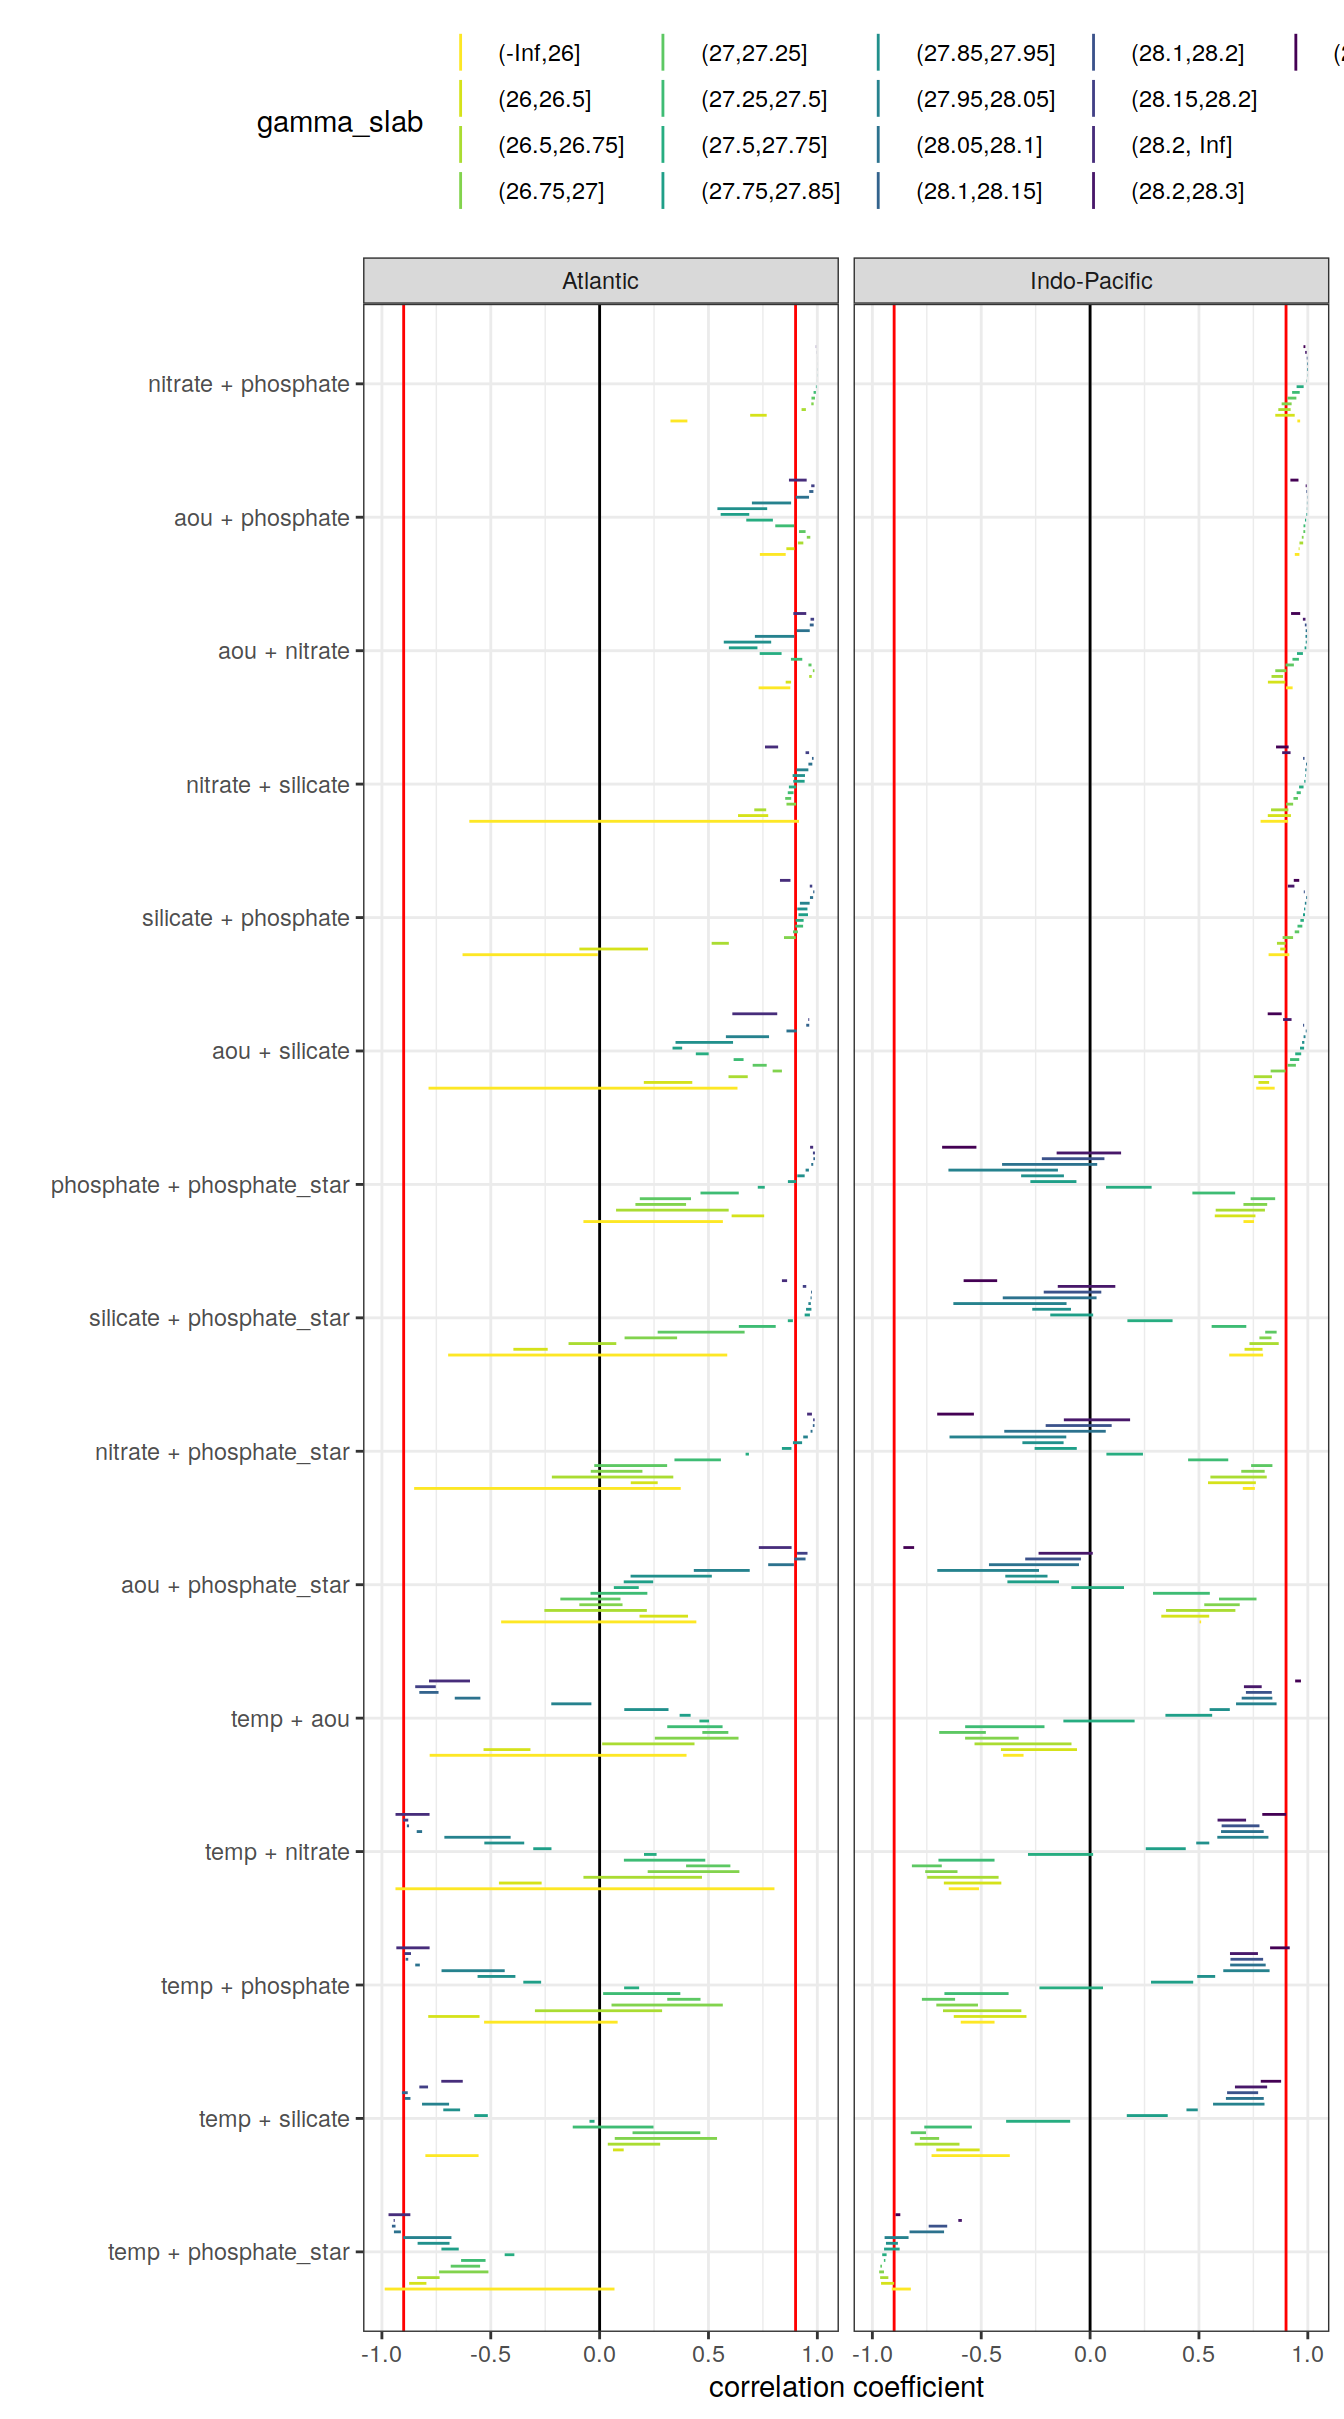 gamma_slab
(-Inf,26] (27,27.25] (27.85,27.95] (28.1,28.2] (2
(26,26.5] (27.25,27.5] (27.95,28.05] (28.15,28.2]
(26.5,26.75] (27.5,27.75] (28.05,28.1] (28.2, Inf]
(26.75,27] (27.75,27.85] (28.1,28.15] (28.2,28.3]
Atlantic Indo-Pacific
nitrate + phosphate
aou + phosphate
aou + nitrate
nitrate + silicate
silicate + phosphate
aou + silicate
phosphate + phosphate_star
silicate + phosphate_star
nitrate + phosphate_star
aou + phosphate_star
temp + aou
temp + nitrate
temp + phosphate
temp + silicate
temp + phosphate_star
-1.0 -0.5 0.0 0.5 1.0 -1.0 -0.5 0.0 0.5 1.0
correlation coefficient